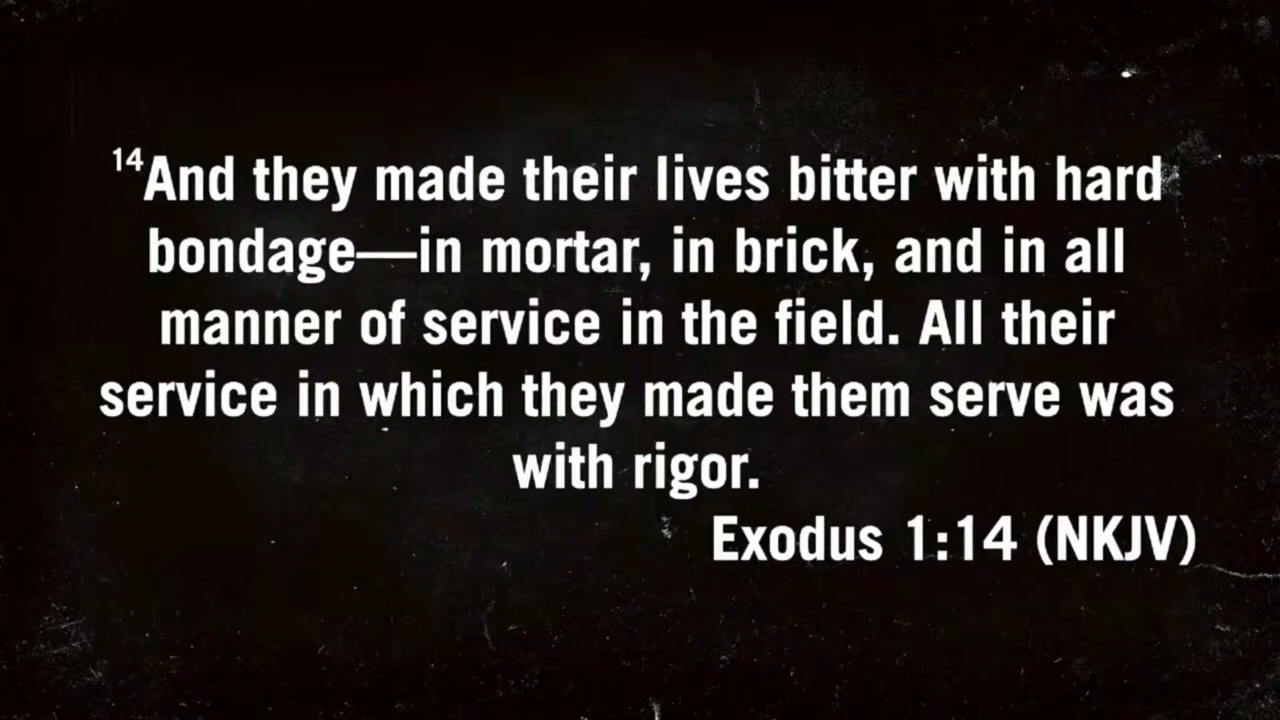 14And they made their lives bitter with hard
bondage—in mortar, in brick, and in all
manner of service in the field. All their
service in which they made them serve was
with rigor.
Exodus 1:14 (NKJV)